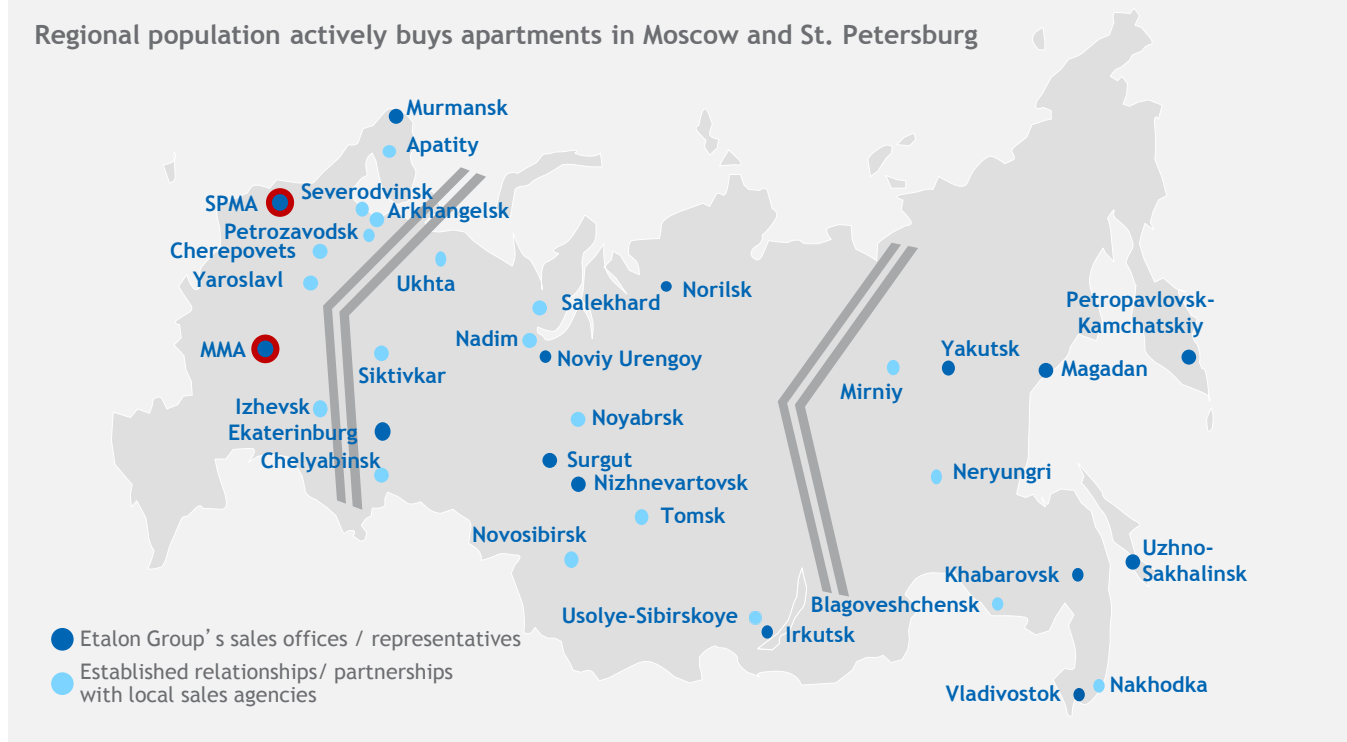 Regional population actively buys apartments in Moscow and St. Petersburg
Murmansk
Apatity
Severodvinsk
SPMA
Arkhangelsk
Petrozavodsk
Cherepovets
Yaroslavl
Ukhta
Salekhard
Norilsk
Petropavlovsk-
Kamchatskiy
Nadim
MMA
Noviy Urengoy
Yakutsk
Magadan
Siktivkar
Mirniy
Izhevsk
Noyabrsk
Ekaterinburg
Chelyabinsk
Surgut
Nizhnevartovsk
Neryungri
Tomsk
Novosibirsk
Uzhno-
Sakhalinsk
Khabarovsk
Blagoveshchensk
Usolye-Sibirskoye
Irkutsk
Etalon Group's sales offices / representatives
Established relationships/ partnerships
with local sales agencies
Nakhodka
Vladivostok